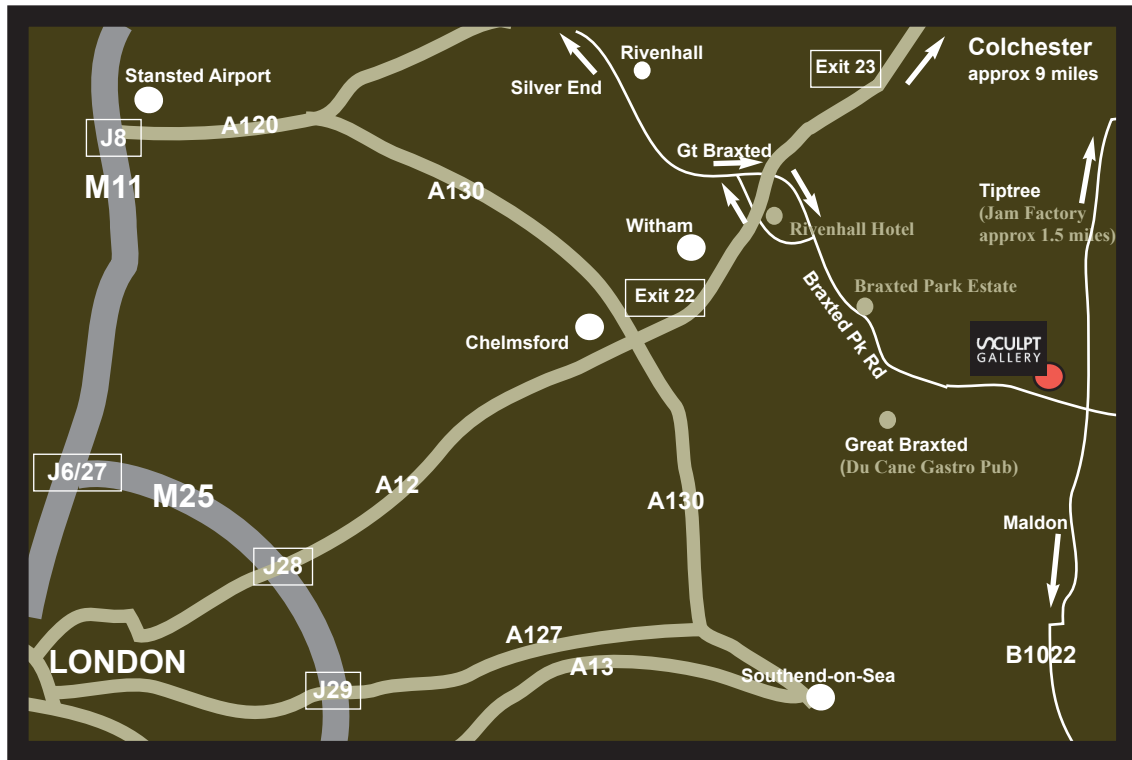 Colchester
approx 9 miles
Rivenhall
Exit 23
Stansted Airport
Silver End
J8
A120
Gt Braxted
M11
A130
Tiptree
(Jam Factory
approx 1.5 miles)
Witham
Rivenhall Hotel
Exit 22
Braxted Park Estate
Braxted Pk Rd
Chelmsford
SCULPT
GALLERY
Great Braxted
(Du Cane Gastro Pub)
J6/27
M25
A12
A130
Maldon
J28
A127
LONDON
A13
B1022
Southend-on-Sea
J29